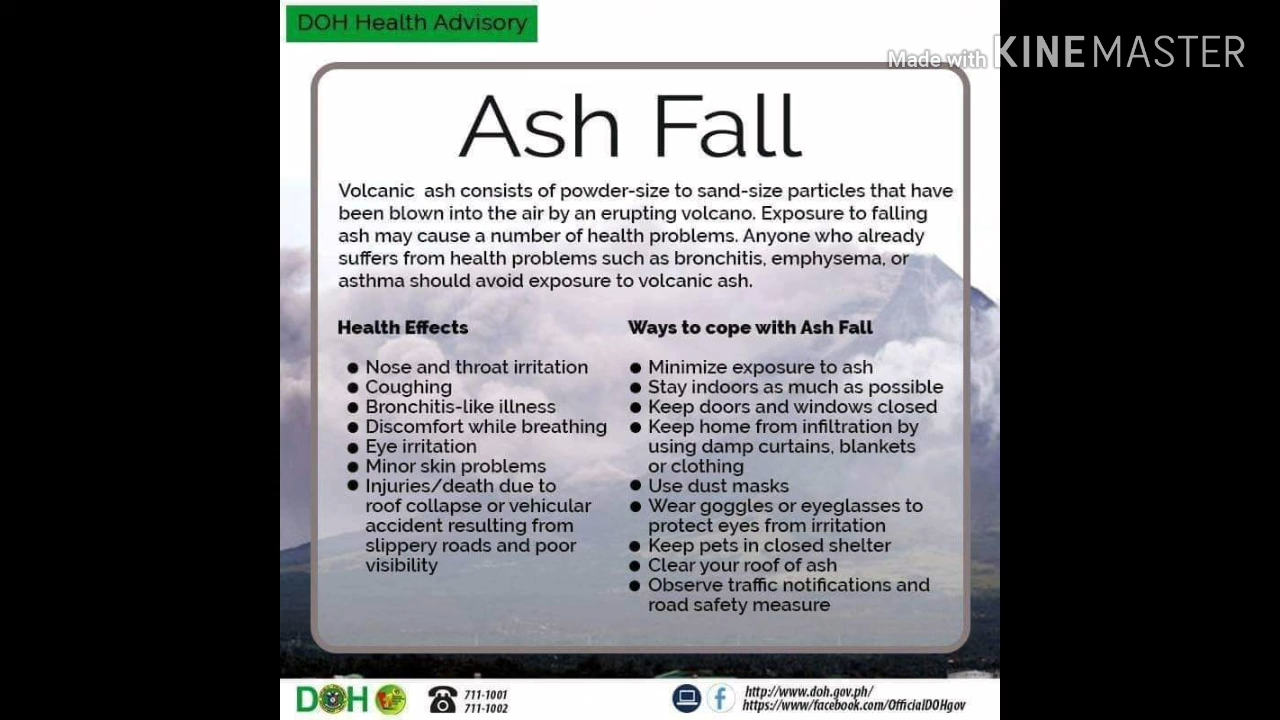 DOH Health Advisory
Made with KINEMASTER
Ash Fall
Volcanic ash consists of powder-size to sand-size particles that have
been blown into the air by an erupting volcano. Exposure to falling
ash may cause a number of health problems. Anyone who already
suffers from health problems such as bronchitis, emphysema, or
asthma should avoid exposure to volcanic ash.
Health Effects
● Nose and throat irritation
● Coughing
● Bronchitis-like illness
● Discomfort while breathing
● Eye irritation
● Minor skin problems
● Injuries/death due to
roof collapse or vehicular
accident resulting from
slippery roads and poor
visibility
Ways to cope with Ash Fall
● Minimize exposure to ash
● Stay indoors as much as possible
● Keep doors and windows closed
● Keep home from infiltration by
using damp curtains, blankets
or clothing
● Use dust masks
● Wear goggles or eyeglasses to
protect eyes from irritation
● Keep pets in closed shelter
● Clear your roof of ash
● Observe traffic notifications and
road safety measure
DOH
711-1001
711-1002
http://www.doh.gov.ph/
https://www/facebook.com/OfficialDOHgov